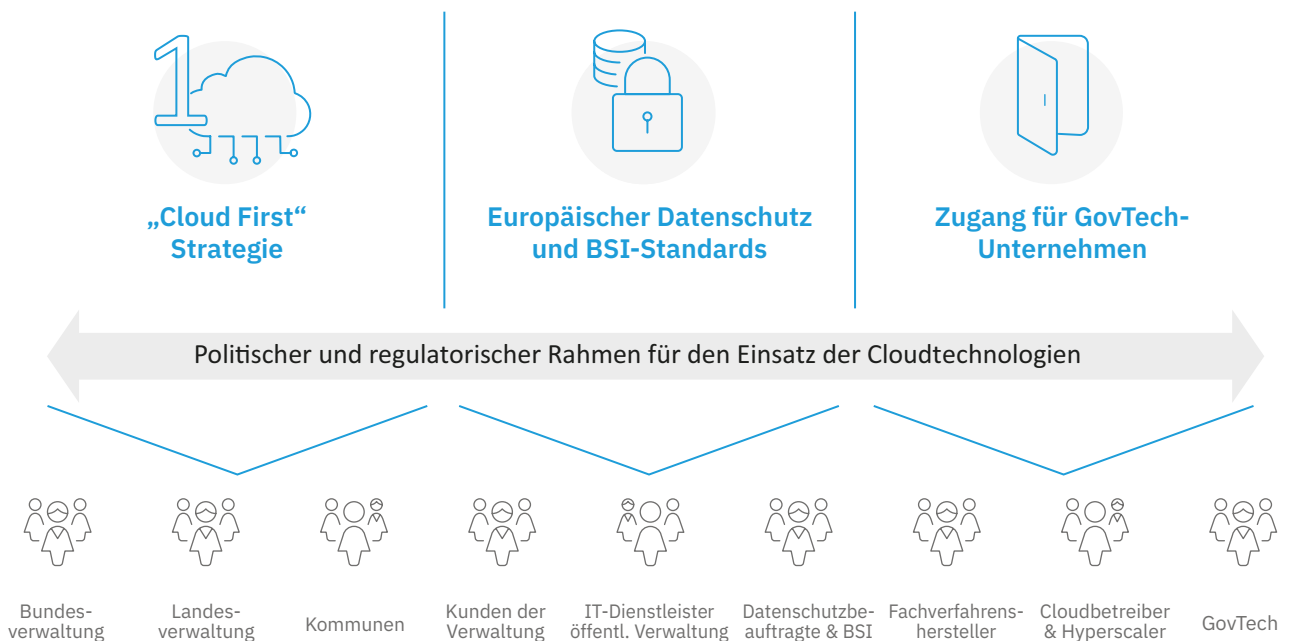 1
„Cloud First“
Strategie
Europäischer Datenschutz
und BSI-Standards
Zugang für GovTech-
Unternehmen
Politischer und regulatorischer Rahmen für den Einsatz der Cloudtechnologien
Bundes-
verwaltung
Landes-
verwaltung
Kommunen
Kunden der
Verwaltung
IT-Dienstleister
öffentl. Verwaltung
Datenschutzbe-
auftragte & BSI
Fachverfahrens-
hersteller
Cloudbetreiber
& Hyperscaler
GovTech